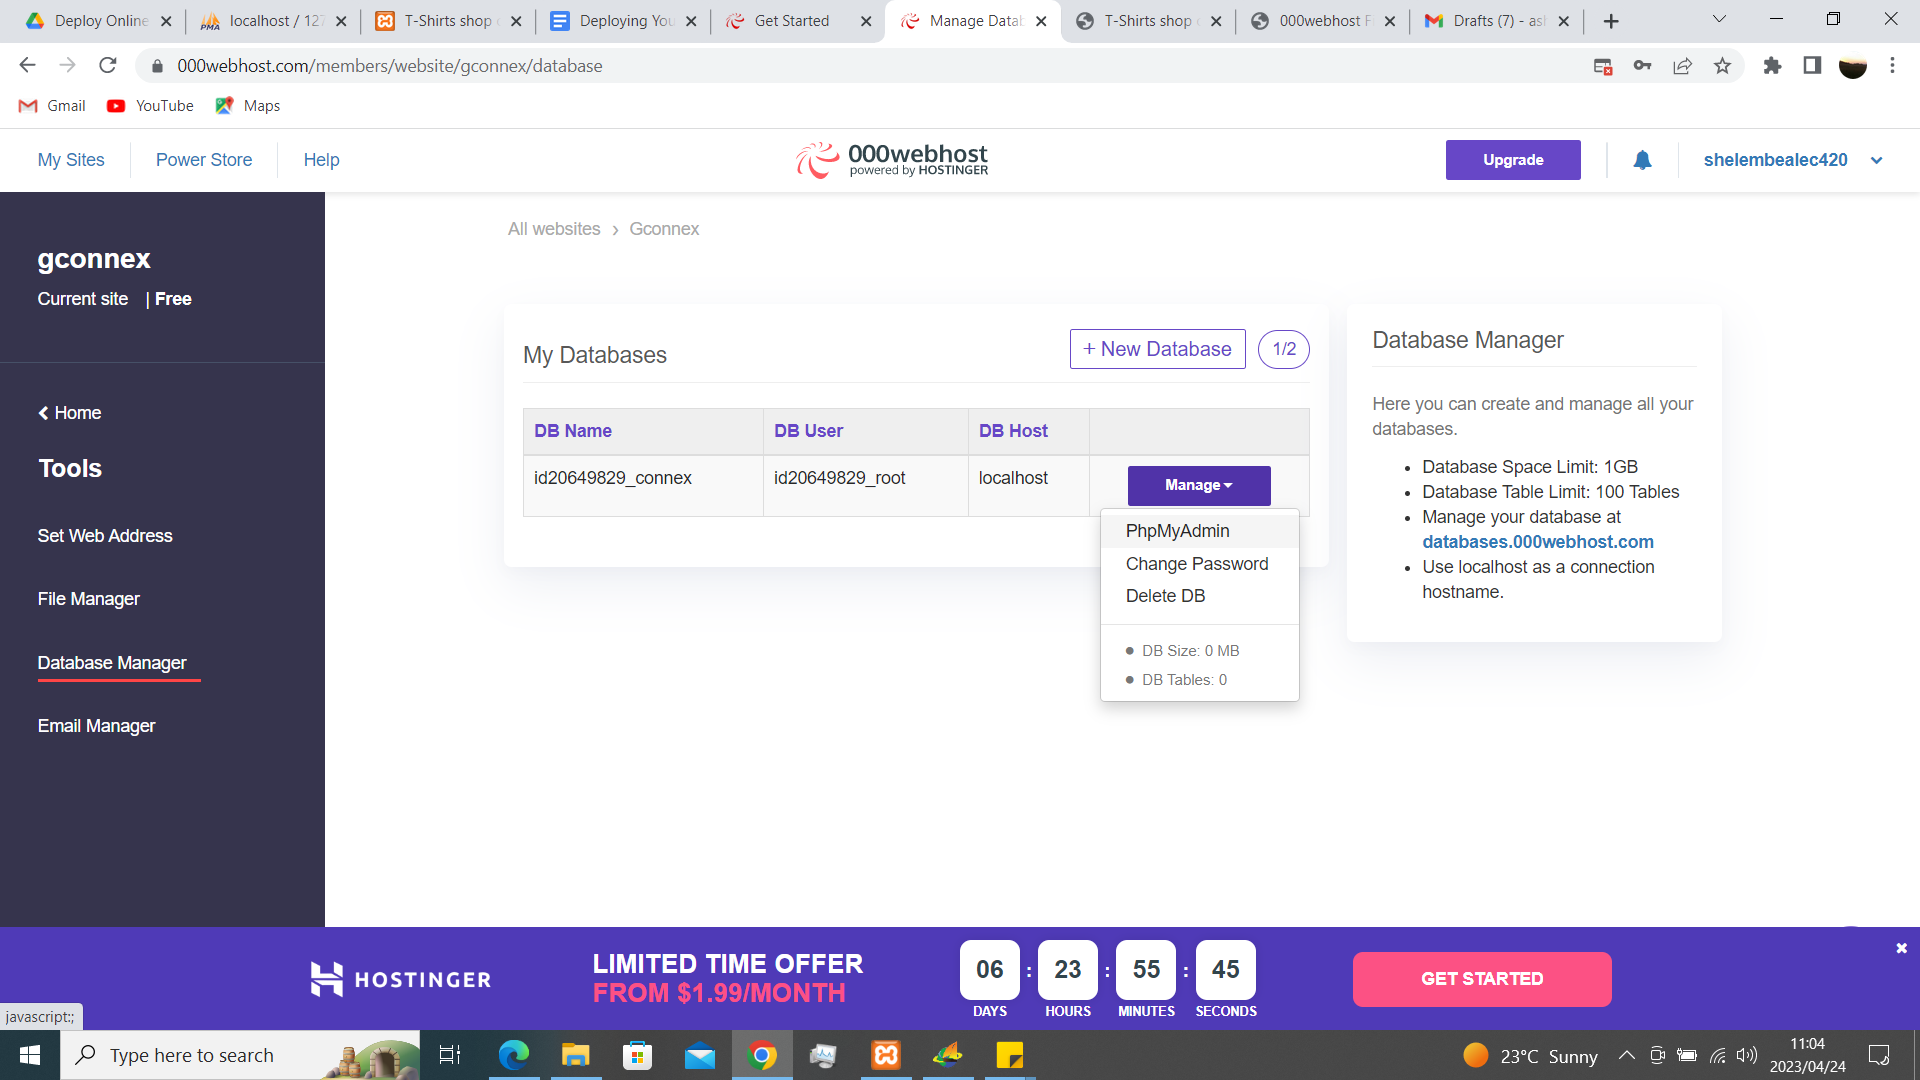 Deploy Online
localhost / 127
T-Shirts shop
Deploying You
Get Started
Manage Datab
T-Shirts shop
000webhost F
Drafts (7) - asl
000webhost.com/members/website/gconnex/database
Gmail
YouTube
Maps
My Sites
Power Store
Help
000webhost
powered by HOSTINGER
Upgrade
shelembealec420
gconnex
Current site | Free
Home
Tools
Set Web Address
File Manager
Database Manager
Email Manager
All websites › Gconnex
My Databases
+ New Database
1/2
DB Name DB User DB Host
id20649829_connex id20649829_root localhost
Manage
PhpMyAdmin
Change Password
Delete DB
DB Size: 0 MB
DB Tables: 0
Database Manager
Here you can create and manage all your
databases.
Database Space Limit: 1GB
Database Table Limit: 100 Tables
Manage your database at
databases.000webhost.com
Use localhost as a connection
hostname.
HOSTINGER
LIMITED TIME OFFER
FROM $1.99/MONTH
06 : 23 : 55 : 45
DAYS HOURS MINUTES SECONDS
GET STARTED
javascript:;
Type here to search
23°C Sunny
11:04
2023/04/24